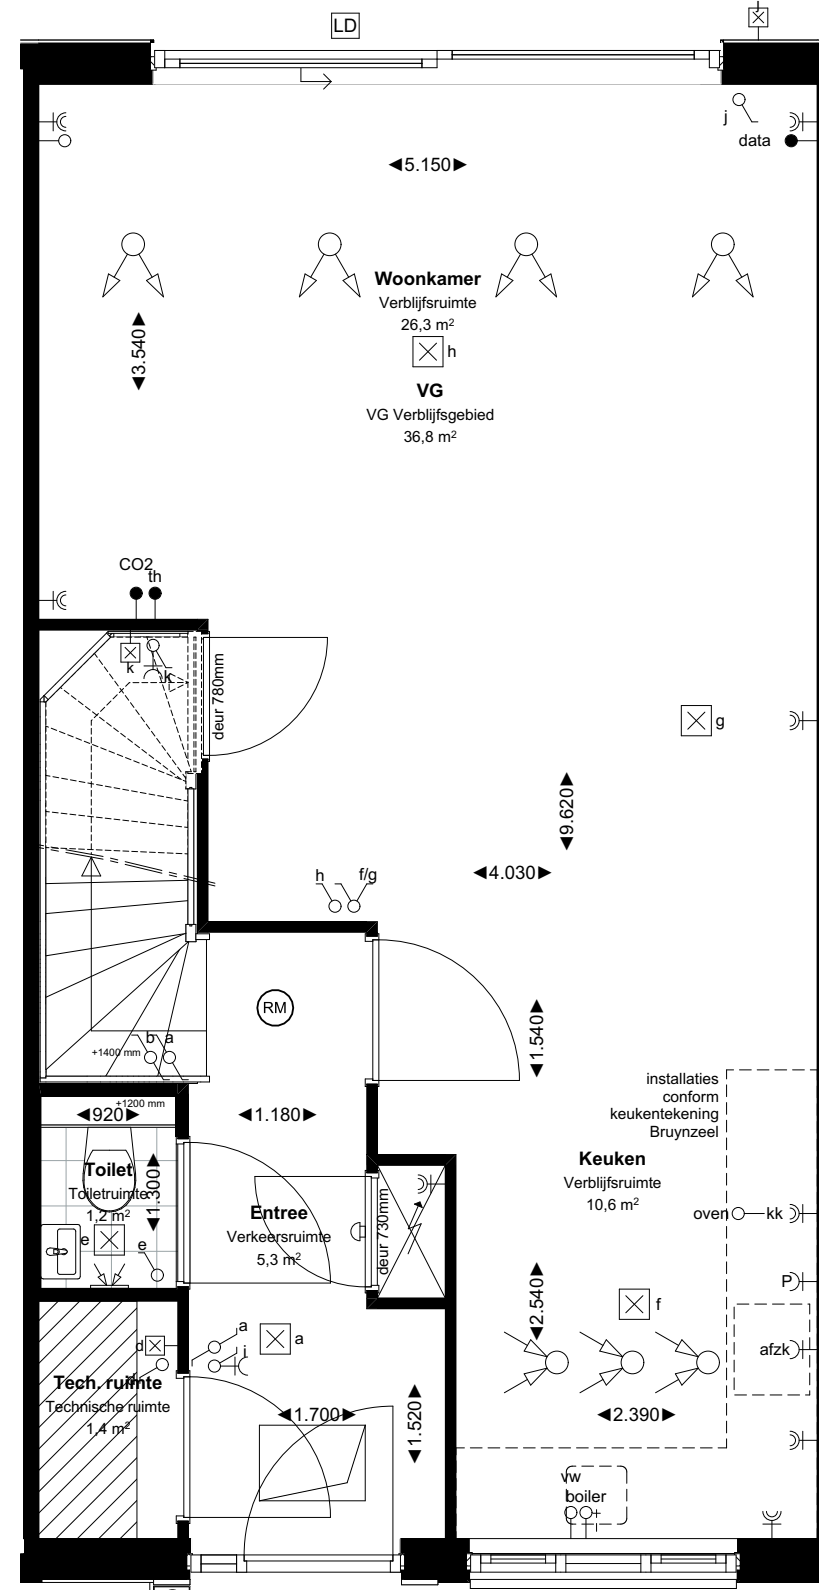 LD
j
j
data
5.150
Woonkamer
Verblijfsruimte
26,3 m²
3.540
h
VG
VG Verblijfsgebied
36,8 m²
CO2
th
k
k
deur 780mm
g
9.620
4.030
h
f/g
RM
1.540
b
a
+1400 mm
+1200 mm
920
1.180
installaties
conform
keukentekening
Bruynzeel
Toilet
Toiletruimte
1,2 m²
1.300
Keuken
Verblijfsruimte
10,6 m²
Entree
Verkeersruimte
5,3 m²
deur 730mm
oven
kk
e
e
P
2.540
f
a
i
a
d
d
afzk
Tech. ruimte
Technische ruimte
1,4 m²
1.700
1.520
2.390
vw
boiler